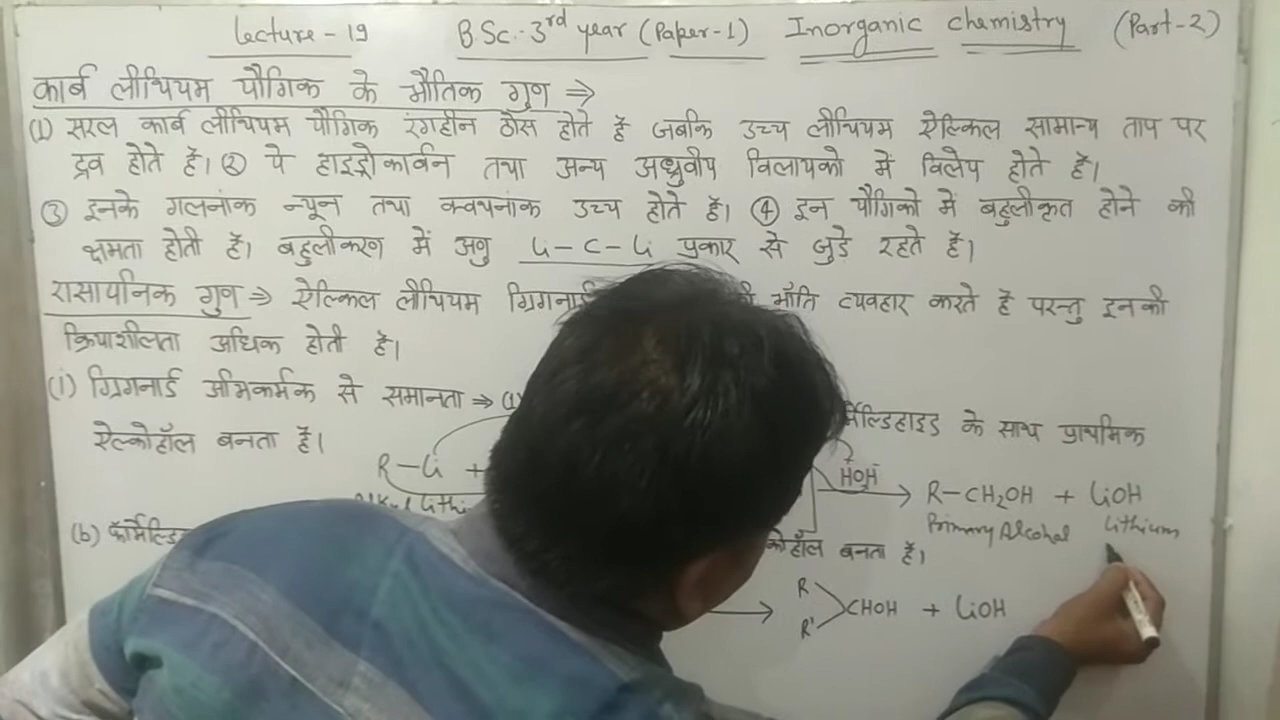 Lecture-19 B.Sc. 3rd year (Paper-1) Inorganic Chemistry (Part-2)
कार्ब लीथियम यौगिक के भौतिक गुण ⇒
(1) सरल कार्ब लीथियम यौगिक रंगहीन ठोस होते हैं जबकि उच्च लीथियम ऐल्किल सामान्य ताप पर
द्रव होते हैं। ② ये हाइड्रोकार्बन तथा अन्य अध्रुवीय विलायको में विलेय होते है।
③ इनके गलनांक न्यून तथा क्वथनांक उच्च होते है। ④ इन यौगिको में बहुलीकृत होने की
क्षमता होती हैं। बहुलीकरण में अणु Li-C-Li प्रकार से जुडे रहते है।
रासायनिक गुण ⇒ ऐल्किल लीथियम ग्रिगनार्ड भाँति व्यवहार करते है परन्तु इनकी
क्रियाशीलता अधिक होती है।
(i) ग्रिगनार्ड अभिकर्मक से समानता ⇒ के साथ प्राथमिक
ऐल्कोहॉल बनता है।
R-Li + HOH → R-CH₂OH + LiOH
Primary Alcohol Lithium
(b) बनता है।
→ R R' CHOH + LiOH